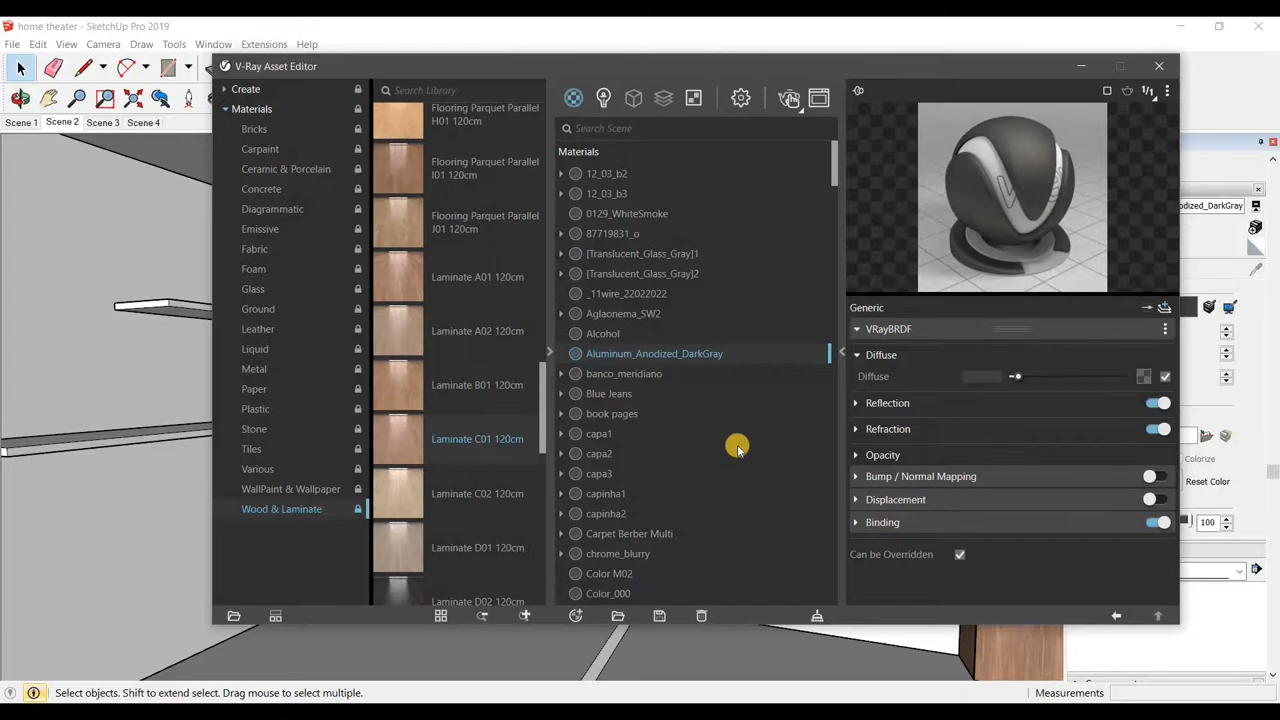 home theater - SketchUp Pro 2019
File Edit View Camera Draw Tools Window Extensions Help
V-Ray Asset Editor
Scene 1 Scene 2 Scene 3 Scene 4
Create
Materials
Bricks
Carpaint
Ceramic & Porcelain
Concrete
Diagrammatic
Emissive
Fabric
Foam
Glass
Ground
Leather
Liquid
Metal
Paper
Plastic
Stone
Tiles
Various
WallPaint & Wallpaper
Wood & Laminate
Search Library
Flooring Parquet Parallel
H01 120cm
Flooring Parquet Parallel
I01 120cm
Flooring Parquet Parallel
J01 120cm
Laminate A01 120cm
Laminate A02 120cm
Laminate B01 120cm
Laminate C01 120cm
Laminate C02 120cm
Laminate D01 120cm
Laminate D02 120cm
Search Scene
Materials
12_03_b2
12_03_b3
0129_WhiteSmoke
87719831_o
[Translucent_Glass_Gray]1
[Translucent_Glass_Gray]2
_11wire_22022022
Aglaonema_SW2
Alcohol
Aluminum_Anodized_DarkGray
banco_meridiano
Blue Jeans
book pages
capa1
capa2
capa3
capinha1
capinha2
Carpet Berber Multi
chrome_blurry
Color M02
Color_000
1/1
Generic
VRayBRDF
Diffuse
Diffuse
Reflection
Refraction
Opacity
Bump / Normal Mapping
Displacement
Binding
Can be Overridden
odized_DarkGray
Colorize
Reset Color
100
Select objects. Shift to extend select. Drag mouse to select multiple.
Measurements